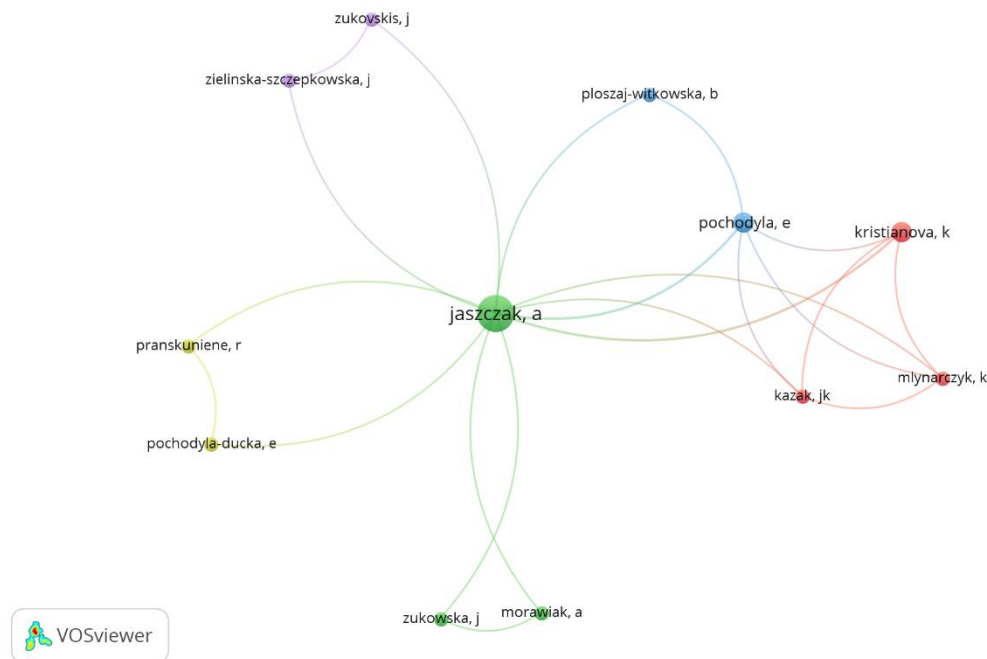 zukovskis, j
zielinska-szczepkowska, j
ploszaj-witkowska, b
pochodyla, e
kristianova, k
jaszczak, a
pranskuniene, r
mlynarczyk, k
kazak, jk
pochodyla-ducka, e
zukowska, j
morawiak, a
VOSviewer